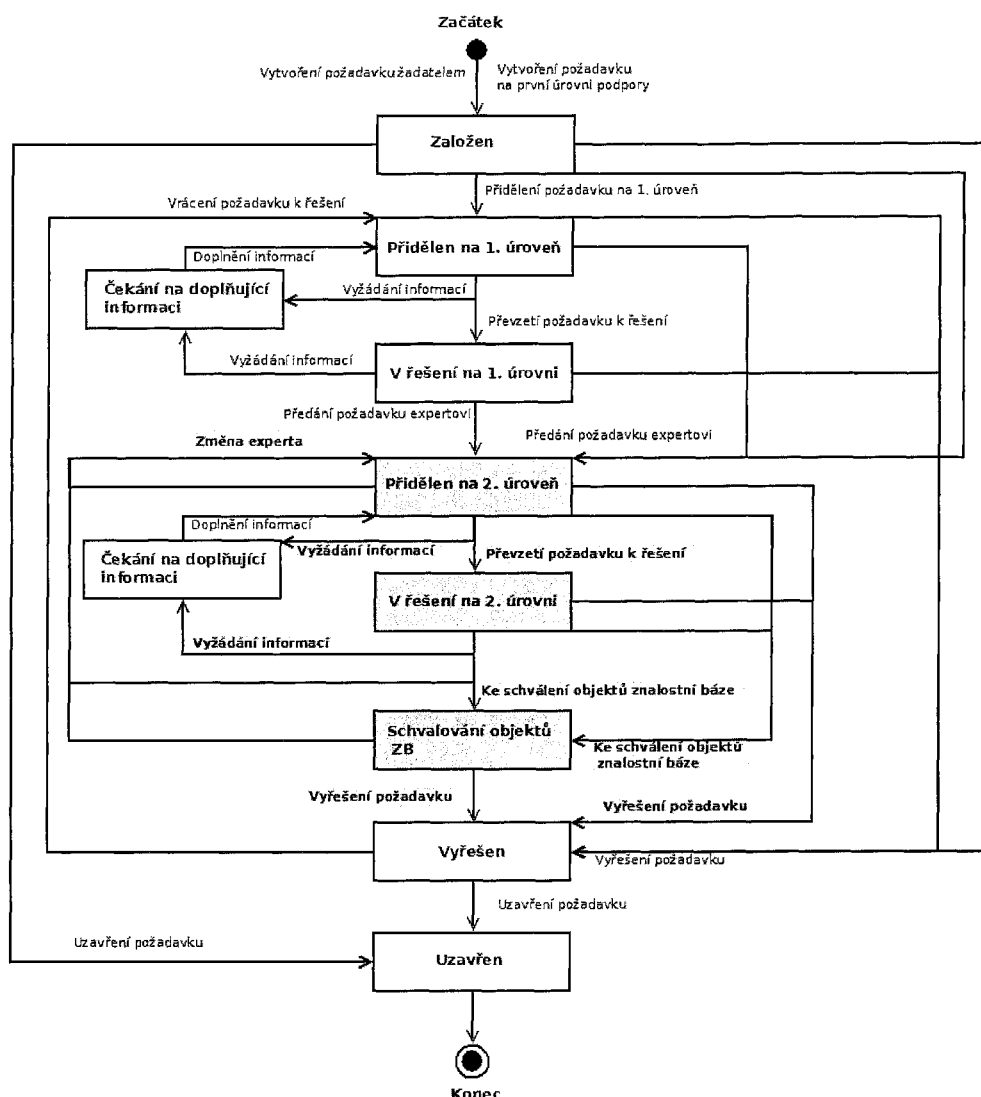 Začátek
Vytvoření požadavku žadatelem
Vytvoření požadavku
na první úrovni podpory
Založen
Přidělení požadavku na 1. úroveň
Vrácení požadavku k řešení
Přidělen na 1. úroveň
Doplnění informací
Čekání na doplňující
informaci
Vyžádání informací
Převzetí požadavku k řešení
Vyžádání informací
V řešení na 1. úrovni
Předání požadavku expertovi
Změna experta
Předání požadavku expertovi
Přidělen na 2. úroveň
Doplnění informací
Čekání na doplňující
informaci
Vyžádání informací
Převzetí požadavku k řešení
V řešení na 2. úrovni
Vyžádání informací
Ke schválení objektů znalostní báze
Schvalování objektů
ZB
Ke schválení objektů
znalostní báze
Vyřešení požadavku
Vyřešení požadavku
Vyřešen
Vyřešení požadavku
Uzavření požadavku
Uzavření požadavku
Uzavřen
Konec